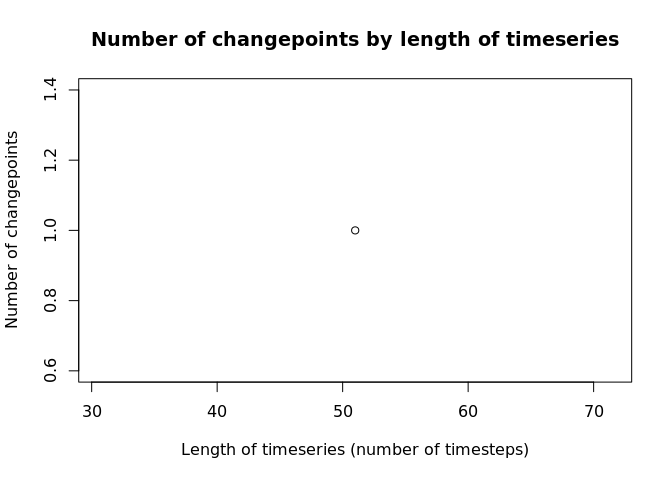 Number of changepoints by length of timeseries
Number of changepoints
1.4
1.2
1.0
0.8
0.6
30 40 50 60 70
Length of timeseries (number of timesteps)